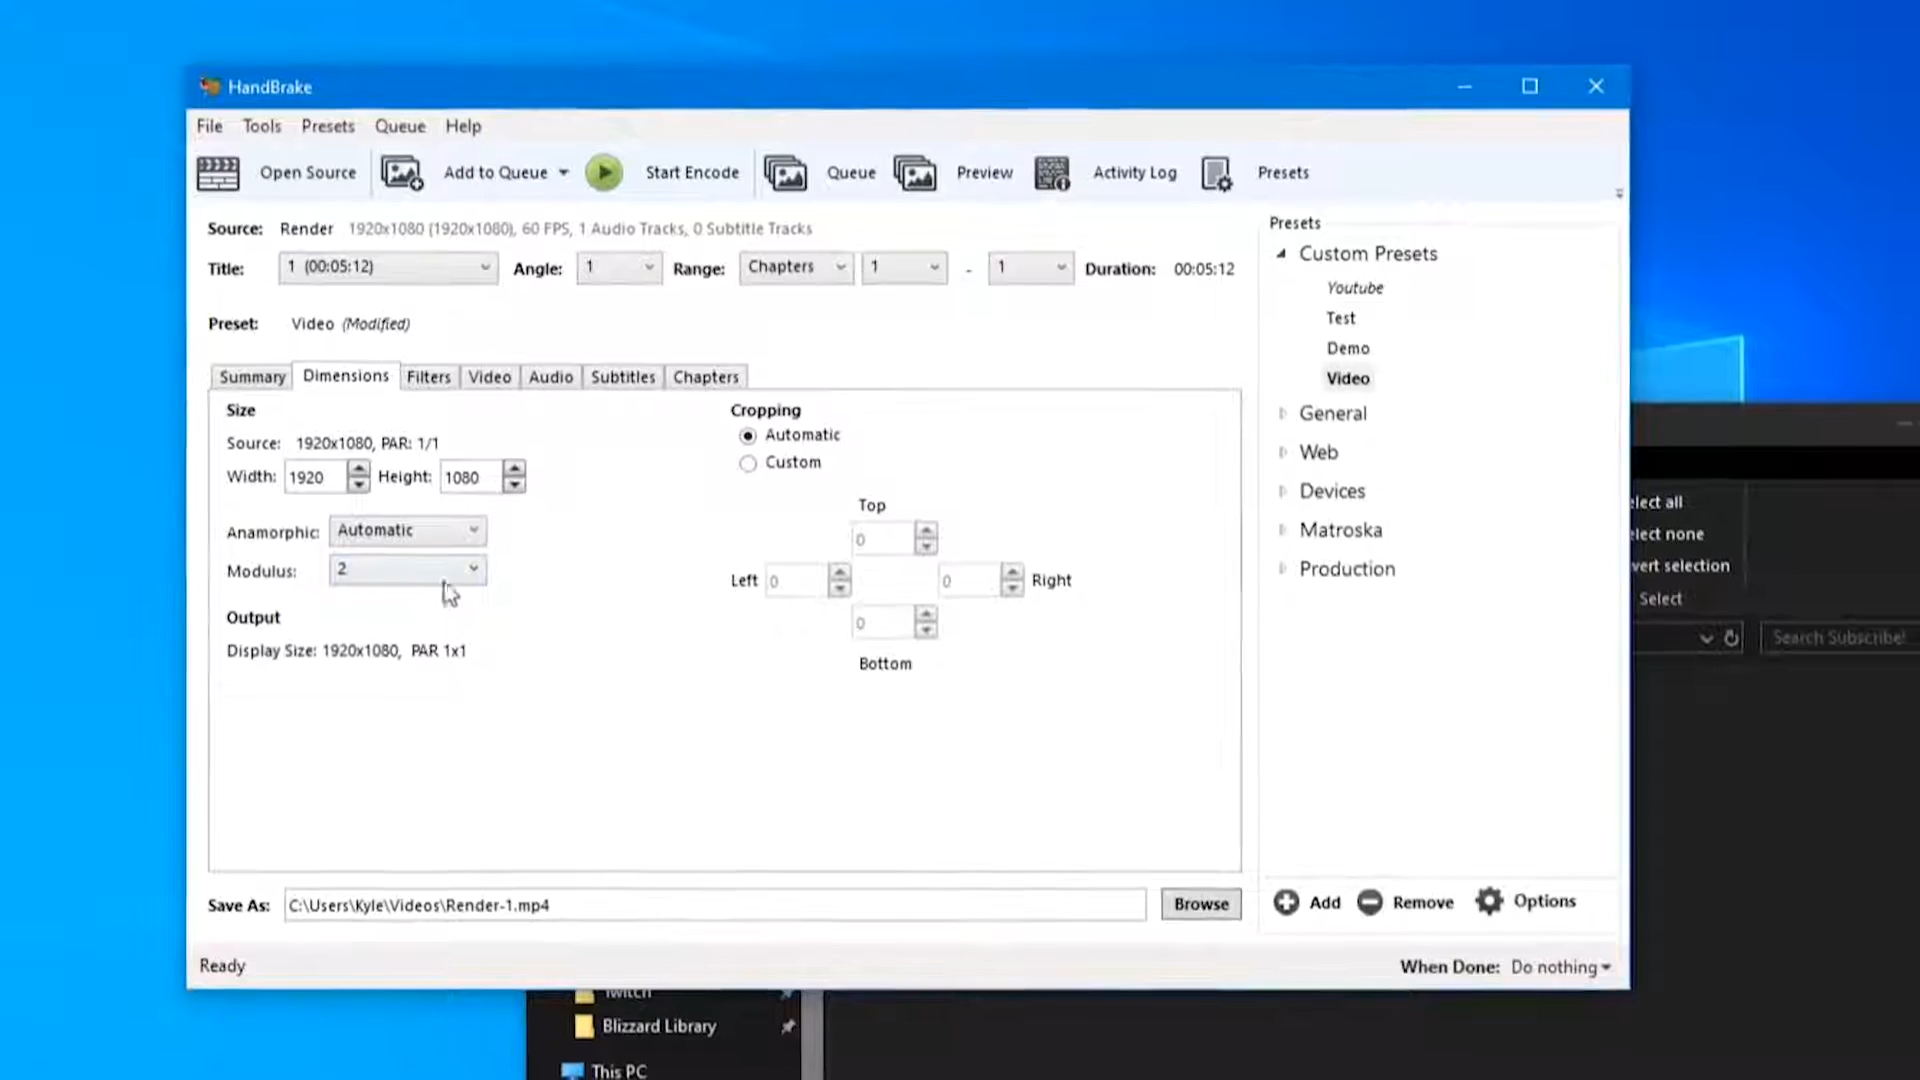 HandBrake
File Tools Presets Queue Help
Open Source Add to Queue Start Encode Queue Preview Activity Log Presets
Source: Render 1920x1080 (1920x1080), 60 FPS, 1 Audio Tracks, 0 Subtitle Tracks
Title: 1 (00:05:12) Angle: 1 Range: Chapters 1 - 1 Duration: 00:05:12
Preset: Video (Modified)
Summary Dimensions Filters Video Audio Subtitles Chapters
Size
Source: 1920x1080, PAR: 1/1
Width: 1920 Height: 1080
Anamorphic: Automatic
Modulus: 2
Output
Display Size: 1920x1080, PAR 1x1
Cropping
Automatic
Custom
Top
0
Left 0 0 Right
0
Bottom
Save As: C:\Users\Kyle\Videos\Render-1.mp4 Browse
Presets
Custom Presets
Youtube
Test
Demo
Video
General
Web
Devices
Matroska
Production
Add Remove Options
Ready When Done: Do nothing
elect all
elect none
vert selection
Select
Search Subscribe!
Twitch
Blizzard Library
This PC